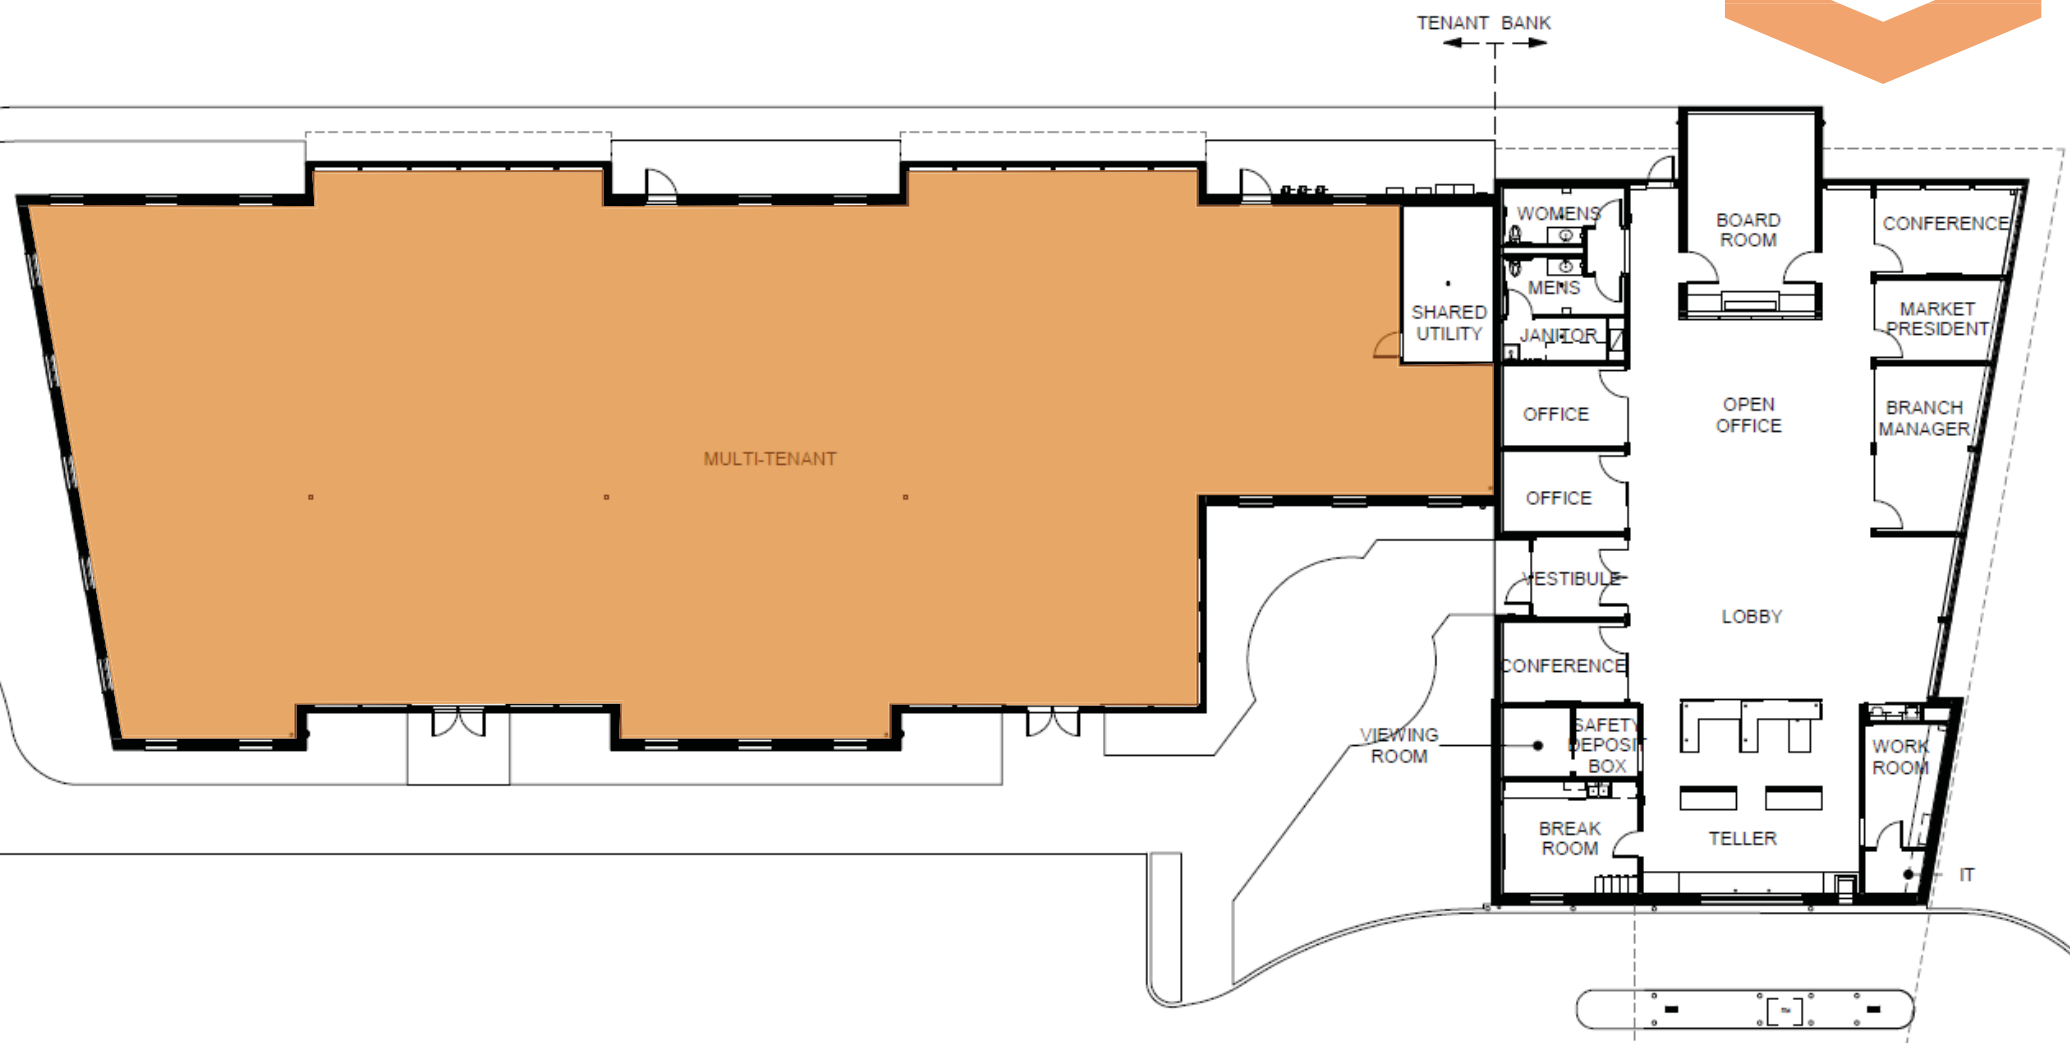 TENANT BANK
WOMENS
BOARD
ROOM
CONFERENCE
MENS
SHARED
UTILITY
JANITOR
MARKET
PRESIDENT
OFFICE
OPEN
OFFICE
BRANCH
MANAGER
MULTI-TENANT
OFFICE
VESTIBULE
LOBBY
CONFERENCE
VIEWING
ROOM
SAFETY
DEPOSIT
BOX
WORK
ROOM
BREAK
ROOM
TELLER
IT